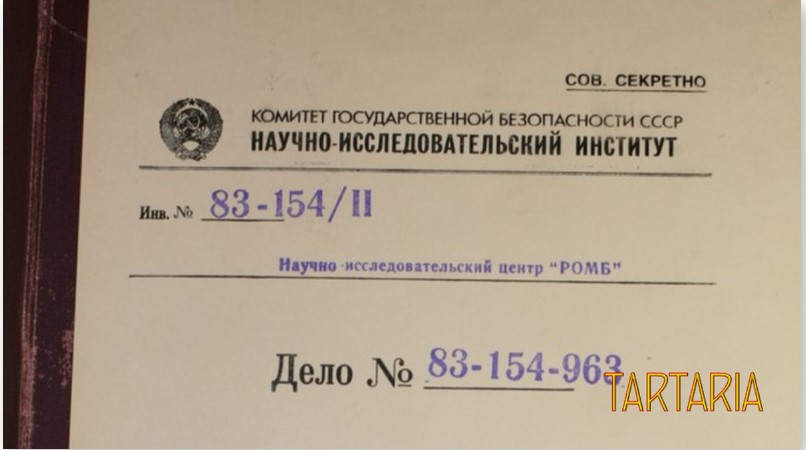 СОВ. СЕКРЕТНО
КОМИТЕТ ГОСУДАРСТВЕННОЙ БЕЗОПАСНОСТИ СССР
НАУЧНО-ИССЛЕДОВАТЕЛЬСКИЙ ИНСТИТУТ
Инв. № 83-154/II
Научно-исследовательский центр "РОМБ"
Дело № 83-154-963
TARTARIA